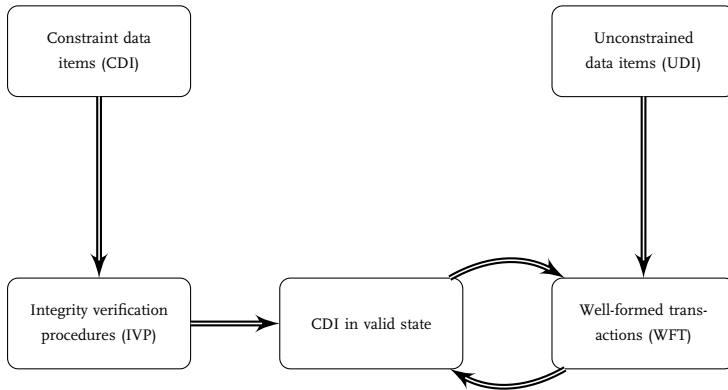 Constraint data
items (CDI)
Unconstrained
data items (UDI)
Integrity verification
procedures (IVP)
CDI in valid state
Well-formed trans-
actions (WFT)